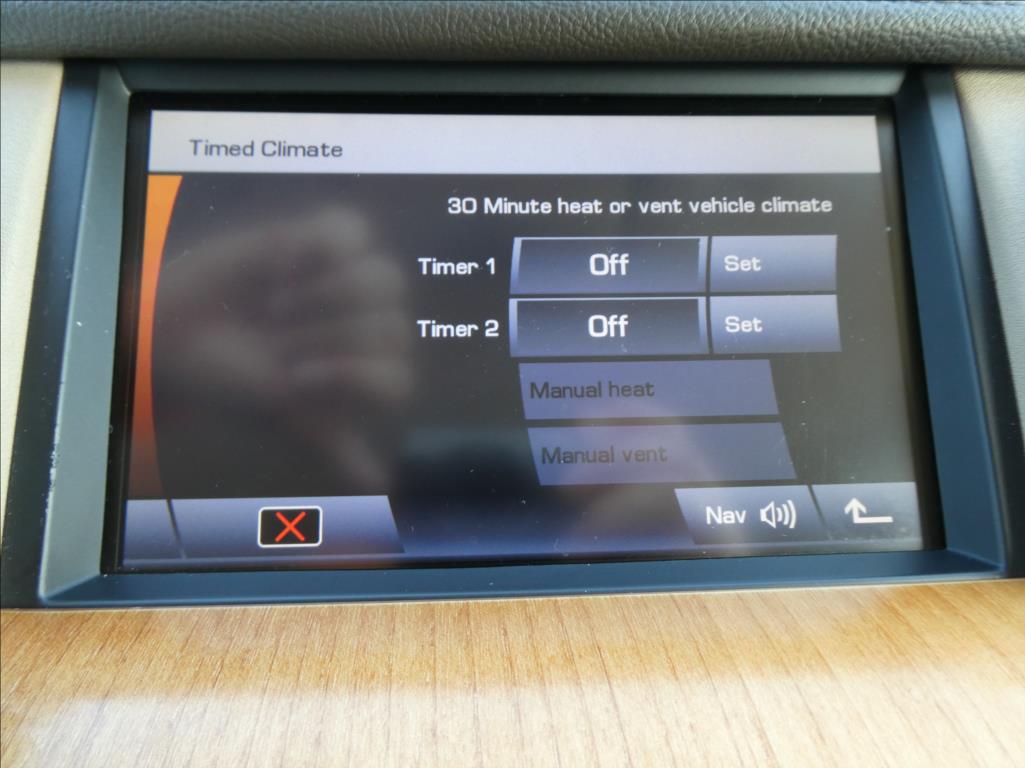 Timed Climate
30 Minute heat or vent vehicle climate
Timer 1 Off Set
Timer 2 Off Set
Manual heat
Manual vent
Nav